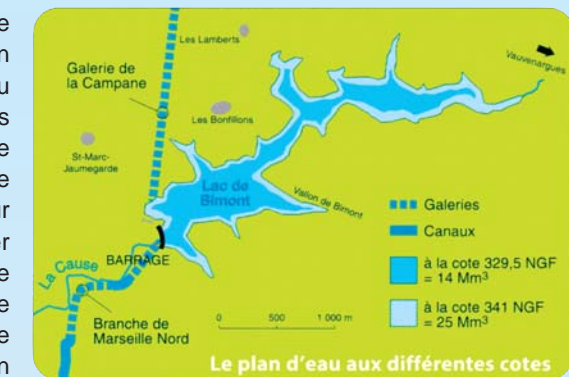 e
n
u
s
e
e
ur
er
e
e
e
n
Les Lamberts
Galerie de
la Campane
Vauvenargues
Les Bonfillons
St-Marc-
Jaumegarde
Lac de
Bimont
Vallon de Bimont
Galeries
Canaux
La Cause
BARRAGE
à la cote 329,5 NGF
= 14 Mm³
à la cote 341 NGF
= 25 Mm³
Branche de
Marseille Nord
0 500 1 000 m
Le plan d'eau aux différentes cotes